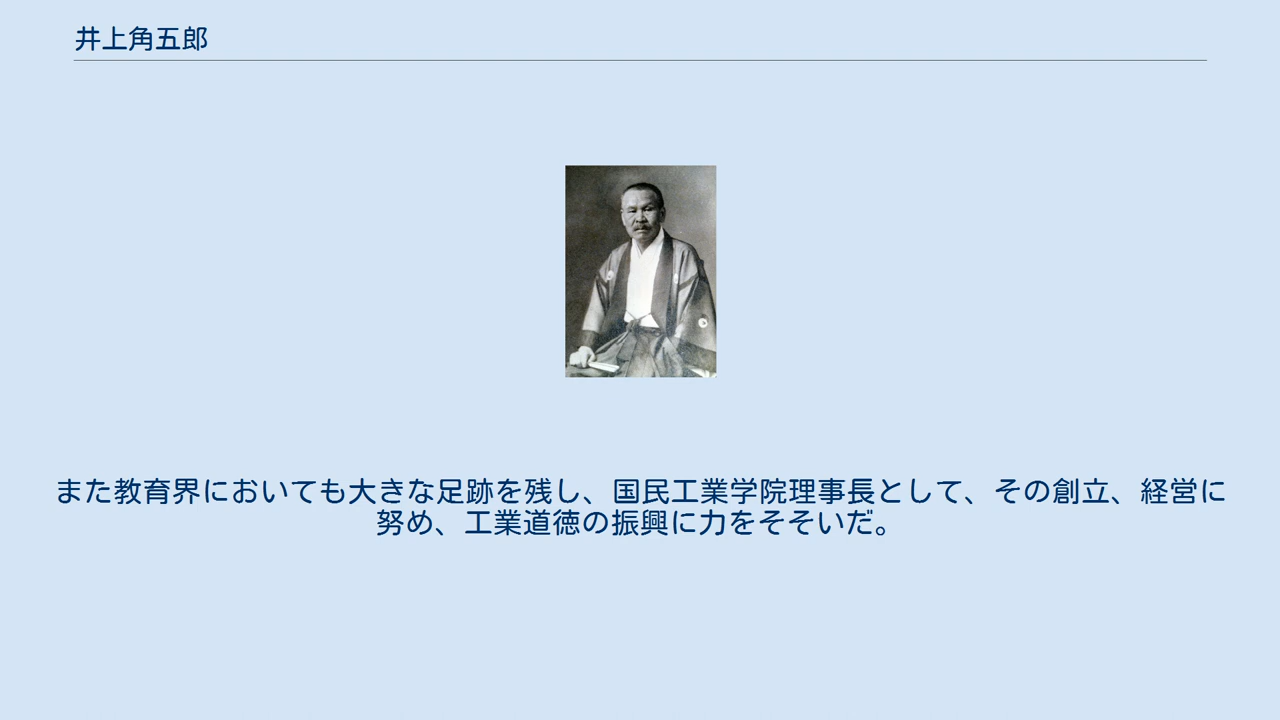 井上角五郎
また教育界においても大きな足跡を残し、国民工業学院理事長として、その創立、経営に
努め、工業道徳の振興に力をそそいだ。